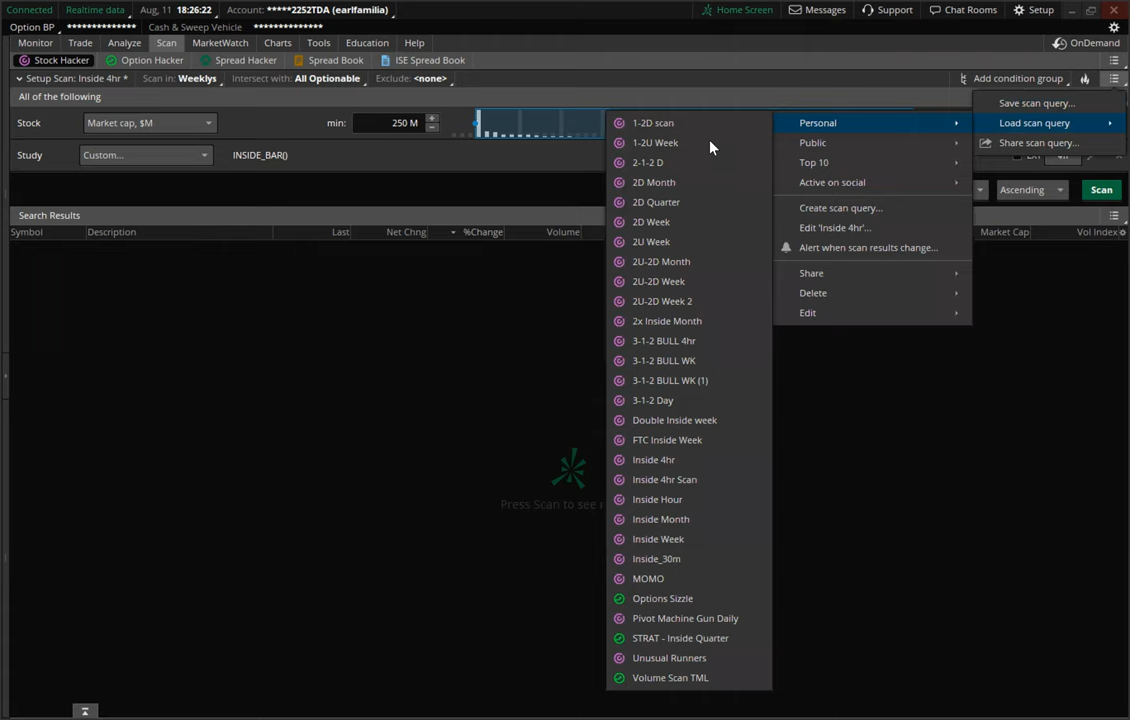 Connected Realtime data Aug, 11 18:26:22 Account: *****2252TDA (earlfamilia) Home Screen Messages Support Chat Rooms Setup
Option BP ************** Cash & Sweep Vehicle **************
Monitor Trade Analyze Scan MarketWatch Charts Tools Education Help OnDemand
Stock Hacker Option Hacker Spread Hacker Spread Book ISE Spread Book
Setup Scan: Inside 4hr * Scan in: Weeklys Intersect with: All Optionable Exclude: <none> Add condition group
All of the following
Stock Market cap, $M min: 250 M
Study Custom... INSIDE_BAR()
Ascending Scan
Search Results
Symbol Description Last Net Chng %Change Volume Market Cap Vol Index
Press Scan to see
Save scan query...
Load scan query
Share scan query...
Personal
Public
Top 10
Active on social
Create scan query...
Edit 'Inside 4hr'...
Alert when scan results change...
Share
Delete
Edit
1-2D scan
1-2U Week
2-1-2 D
2D Month
2D Quarter
2D Week
2U Week
2U-2D Month
2U-2D Week
2U-2D Week 2
2x Inside Month
3-1-2 BULL 4hr
3-1-2 BULL WK
3-1-2 BULL WK (1)
3-1-2 Day
Double Inside week
FTC Inside Week
Inside 4hr
Inside 4hr Scan
Inside Hour
Inside Month
Inside Week
Inside_30m
MOMO
Options Sizzle
Pivot Machine Gun Daily
STRAT - Inside Quarter
Unusual Runners
Volume Scan TML